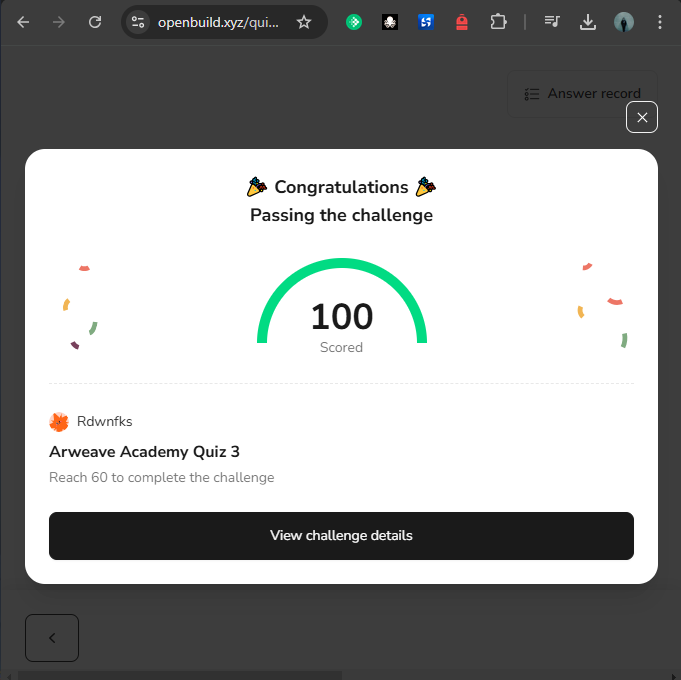 openbuild.xyz/qui...
Answer record
Congratulations
Passing the challenge
100
Scored
Rdwnfks
Arweave Academy Quiz 3
Reach 60 to complete the challenge
View challenge details